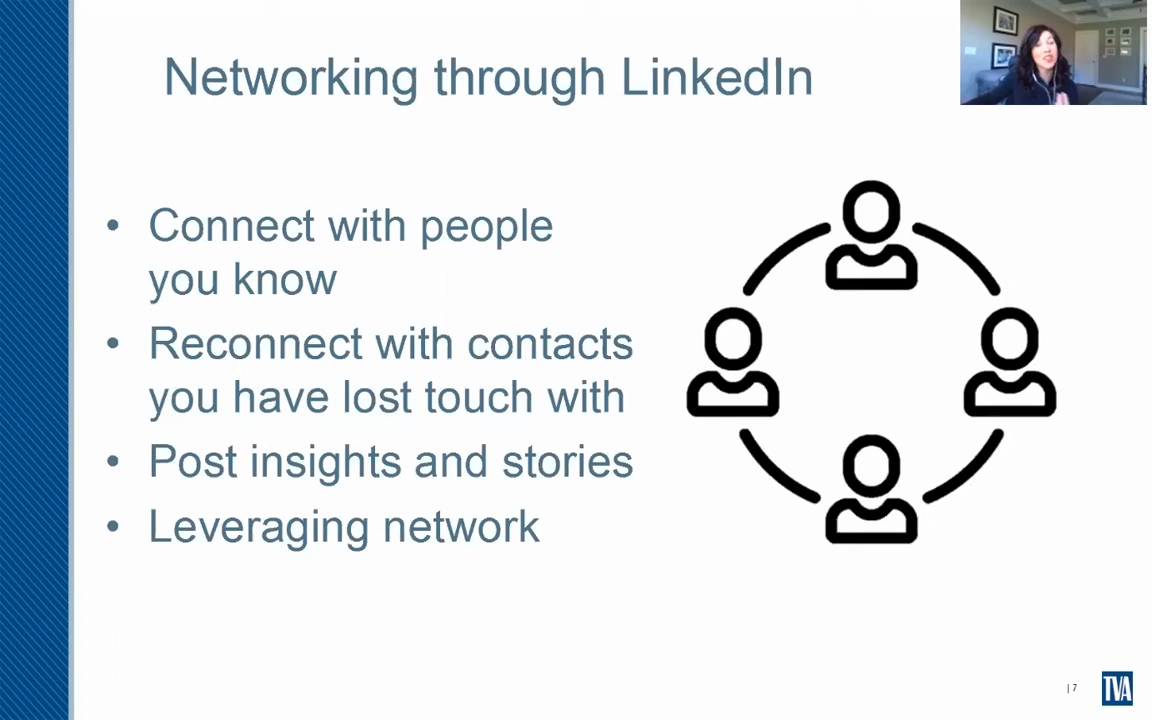 Networking through LinkedIn
• Connect with people
you know
• Reconnect with contacts
you have lost touch with
• Post insights and stories
• Leveraging network
| 7
TVA